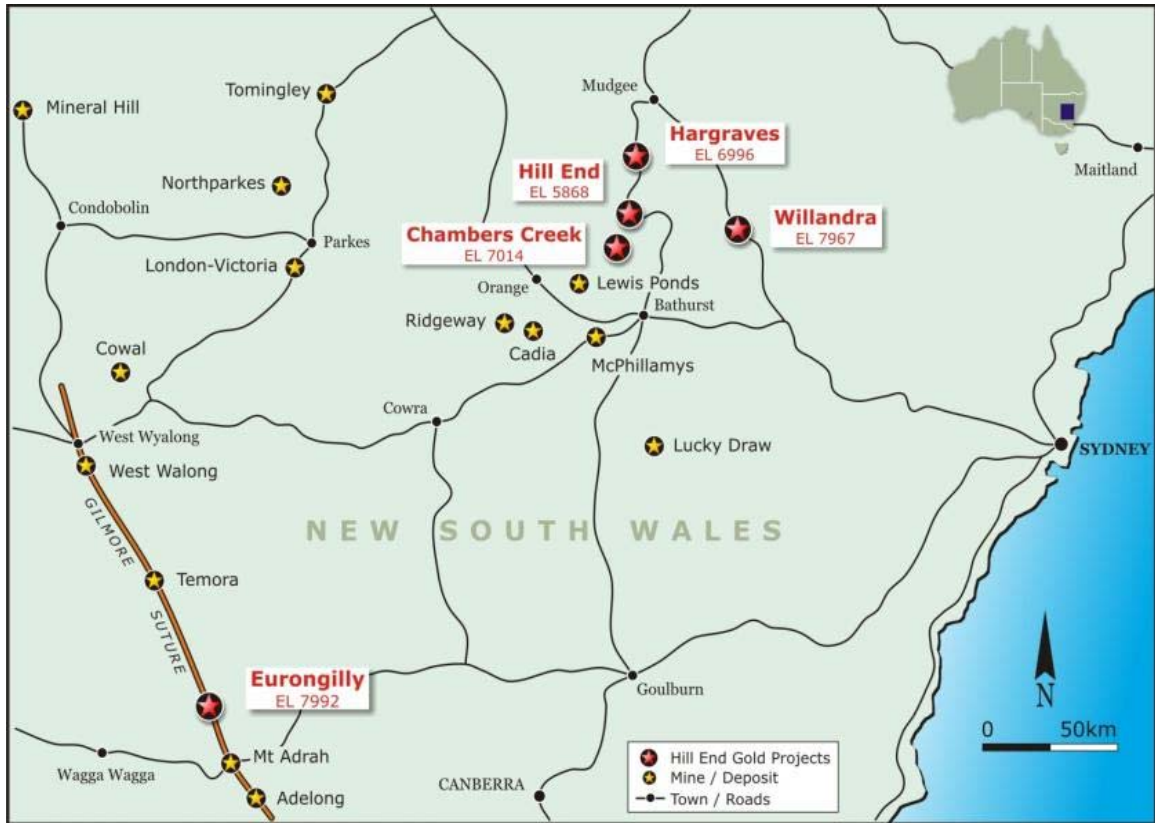 Mudgee
Tomingley
Mineral Hill
Hargraves
EL 6996
Maitland
Hill End
EL 5868
Northparkes
Condobolin
Willandra
EL 7967
Chambers Creek
EL 7014
Parkes
London-Victoria
Lewis Ponds
Orange
Bathurst
Ridgeway
Cadia
McPhillamys
Cowal
Cowra
West Wyalong
Lucky Draw
SYDNEY
West Walong
GILMORE
SUTURE
NEW SOUTH WALES
Temora
Eurongilly
EL 7992
Goulburn
N
0 50km
Mt Adrah
Wagga Wagga
Adelong
CANBERRA
Hill End Gold Projects
Mine / Deposit
Town / Roads